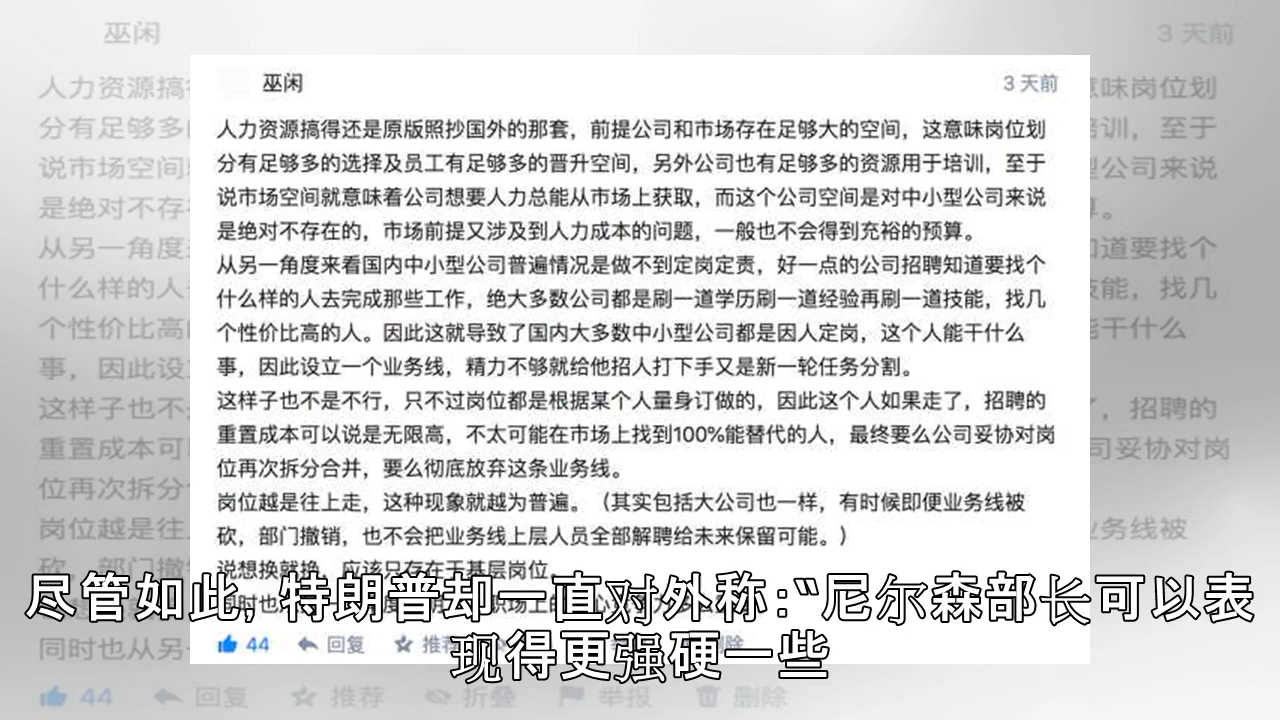 巫闲
3 天前
人力资源搞得还是原版照抄国外的那套，前提公司和市场存在足够大的空间，这意味岗位划
分有足够多的选择及员工有足够多的晋升空间，另外公司也有足够多的资源用于培训，至于
说市场空间就意味着公司想要人力总能从市场上获取，而这个公司空间是对中小型公司来说
是绝对不存在的，市场前提又涉及到人力成本的问题，一般也不会得到充裕的预算。
从另一角度来看国内中小型公司普遍情况是做不到定岗定责，好一点的公司招聘知道要找个
什么样的人去完成那些工作，绝大多数公司都是刷一道学历刷一道经验再刷一道技能，找几
个性价比高的人。因此这就导致了国内大多数中小型公司都是因人定岗，这个人能干什么
事，因此设立一个业务线，精力不够就给他招人打下手又是新一轮任务分割。
这样子也不是不行，只不过岗位都是根据某个人量身订做的，因此这个人如果走了，招聘的
重置成本可以说是无限高，不太可能在市场上找到100%能替代的人，最终要么公司妥协对岗
位再次拆分合并，要么彻底放弃这条业务线。
岗位越是往上走，这种现象就越为普遍。（其实包括大公司也一样，有时候即便业务线被
砍，部门撤销，也不会把业务线上层人员全部解聘给未来保留可能。）
说想换就换，应该只存在于基层岗位
尽管如此,特朗普却一直对外称:“尼尔森部长可以表
现得更强硬一些
44
回复
推荐
折叠
举报
删除